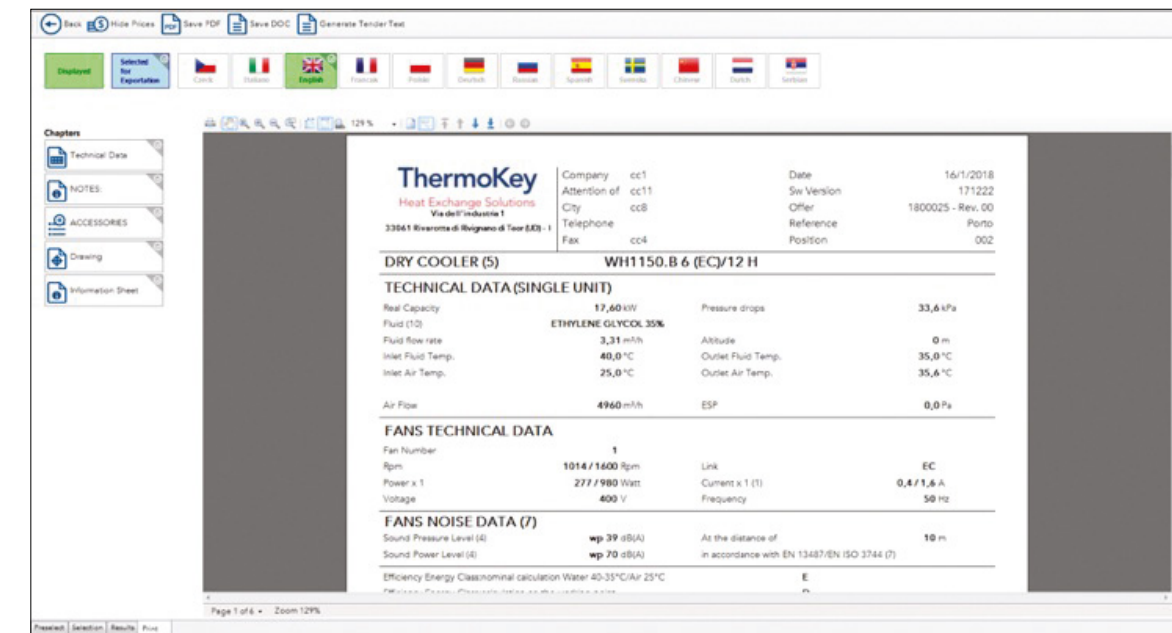 Back Hide Prices PDF Save PDF Save DOC Generate Tender Text
Displayed
Selected for Exportation
Czech Italiano English Francais Polski Deutsch Russian Spanish Svenska Chinese Dutch Serbian
Chapters
Technical Data
NOTES:
ACCESSORIES
Drawing
Information Sheet
129 %
ThermoKey
Heat Exchange Solutions
Via dell'industria 1
33061 Rivarotta di Rivignano di Teor (UD) - I
Company cc1 Date 16/1/2018
Attention of cc11 Sw Version 171222
City cc8 Offer 1800025 - Rev. 00
Telephone Reference Porto
Fax cc4 Position 002
DRY COOLER (5) WH1150.B 6 (EC)/12 H
TECHNICAL DATA (SINGLE UNIT)
Real Capacity 17,60 kW Pressure drops 33,6 kPa
Fluid (10) ETHYLENE GLYCOL 35%
Fluid flow rate 3,31 m³/h Altitude 0 m
Inlet Fluid Temp. 40,0 °C Outlet Fluid Temp. 35,0 °C
Inlet Air Temp. 25,0 °C Outlet Air Temp. 35,6 °C
Air Flow 4960 m³/h ESP 0,0 Pa
FANS TECHNICAL DATA
Fan Number 1
Rpm 1014 / 1600 Rpm Link EC
Power x 1 277 / 980 Watt Current x 1 (1) 0,4 / 1,6 A
Voltage 400 V Frequency 50 Hz
FANS NOISE DATA (7)
Sound Pressure Level (4) wp 39 dB(A) At the distance of 10 m
Sound Power Level (4) wp 70 dB(A) in accordance with EN 13487/EN ISO 3744 (7)
Efficiency Energy Class:nominal calculation Water 40-35°C/Air 25°C E
Page 1 of 6 Zoom 129%
Preselect Selection Results Print